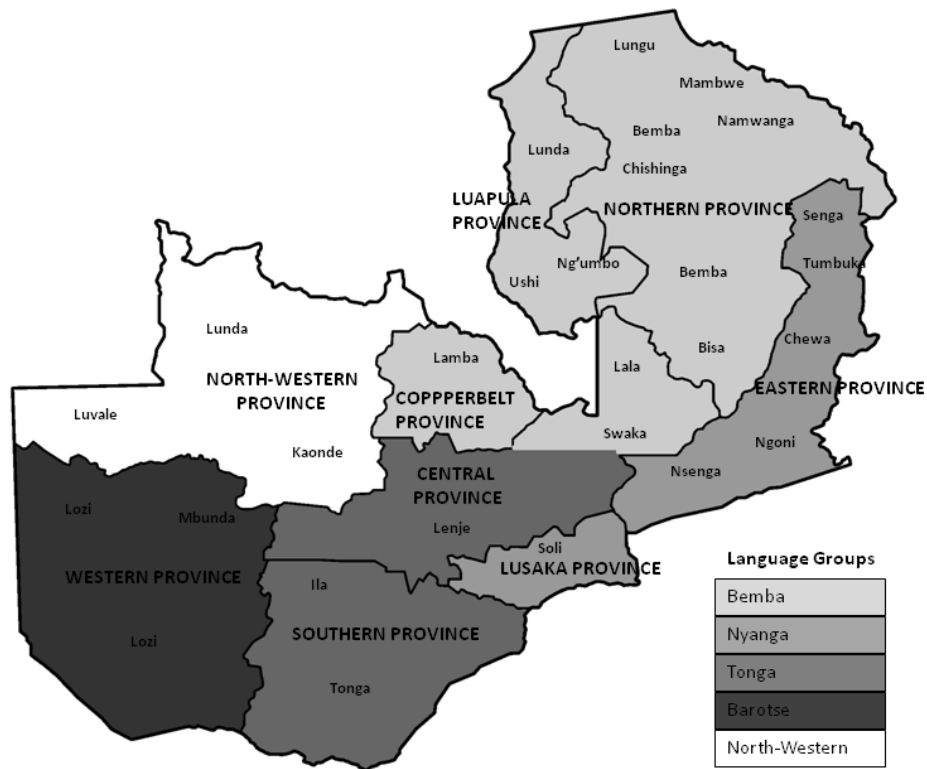 Lungu
Mambwe
Namwanga
Bemba
Lunda
Chishinga
LUAPULA
PROVINCE
NORTHERN PROVINCE
Senga
Tumbuka
Ng'umbo
Ushi
Bemba
Lunda
Chewa
Bisa
Lamba
Lala
NORTH-WESTERN
PROVINCE
COPPPERBELT
PROVINCE
EASTERN PROVINCE
Luvale
Swaka
Ngoni
Kaonde
Nsenga
CENTRAL
PROVINCE
Lozi
Mbunda
Lenje
Soli
LUSAKA PROVINCE
WESTERN PROVINCE
Ila
SOUTHERN PROVINCE
Lozi
Tonga
Language Groups
Bemba
Nyanga
Tonga
Barotse
North-Western